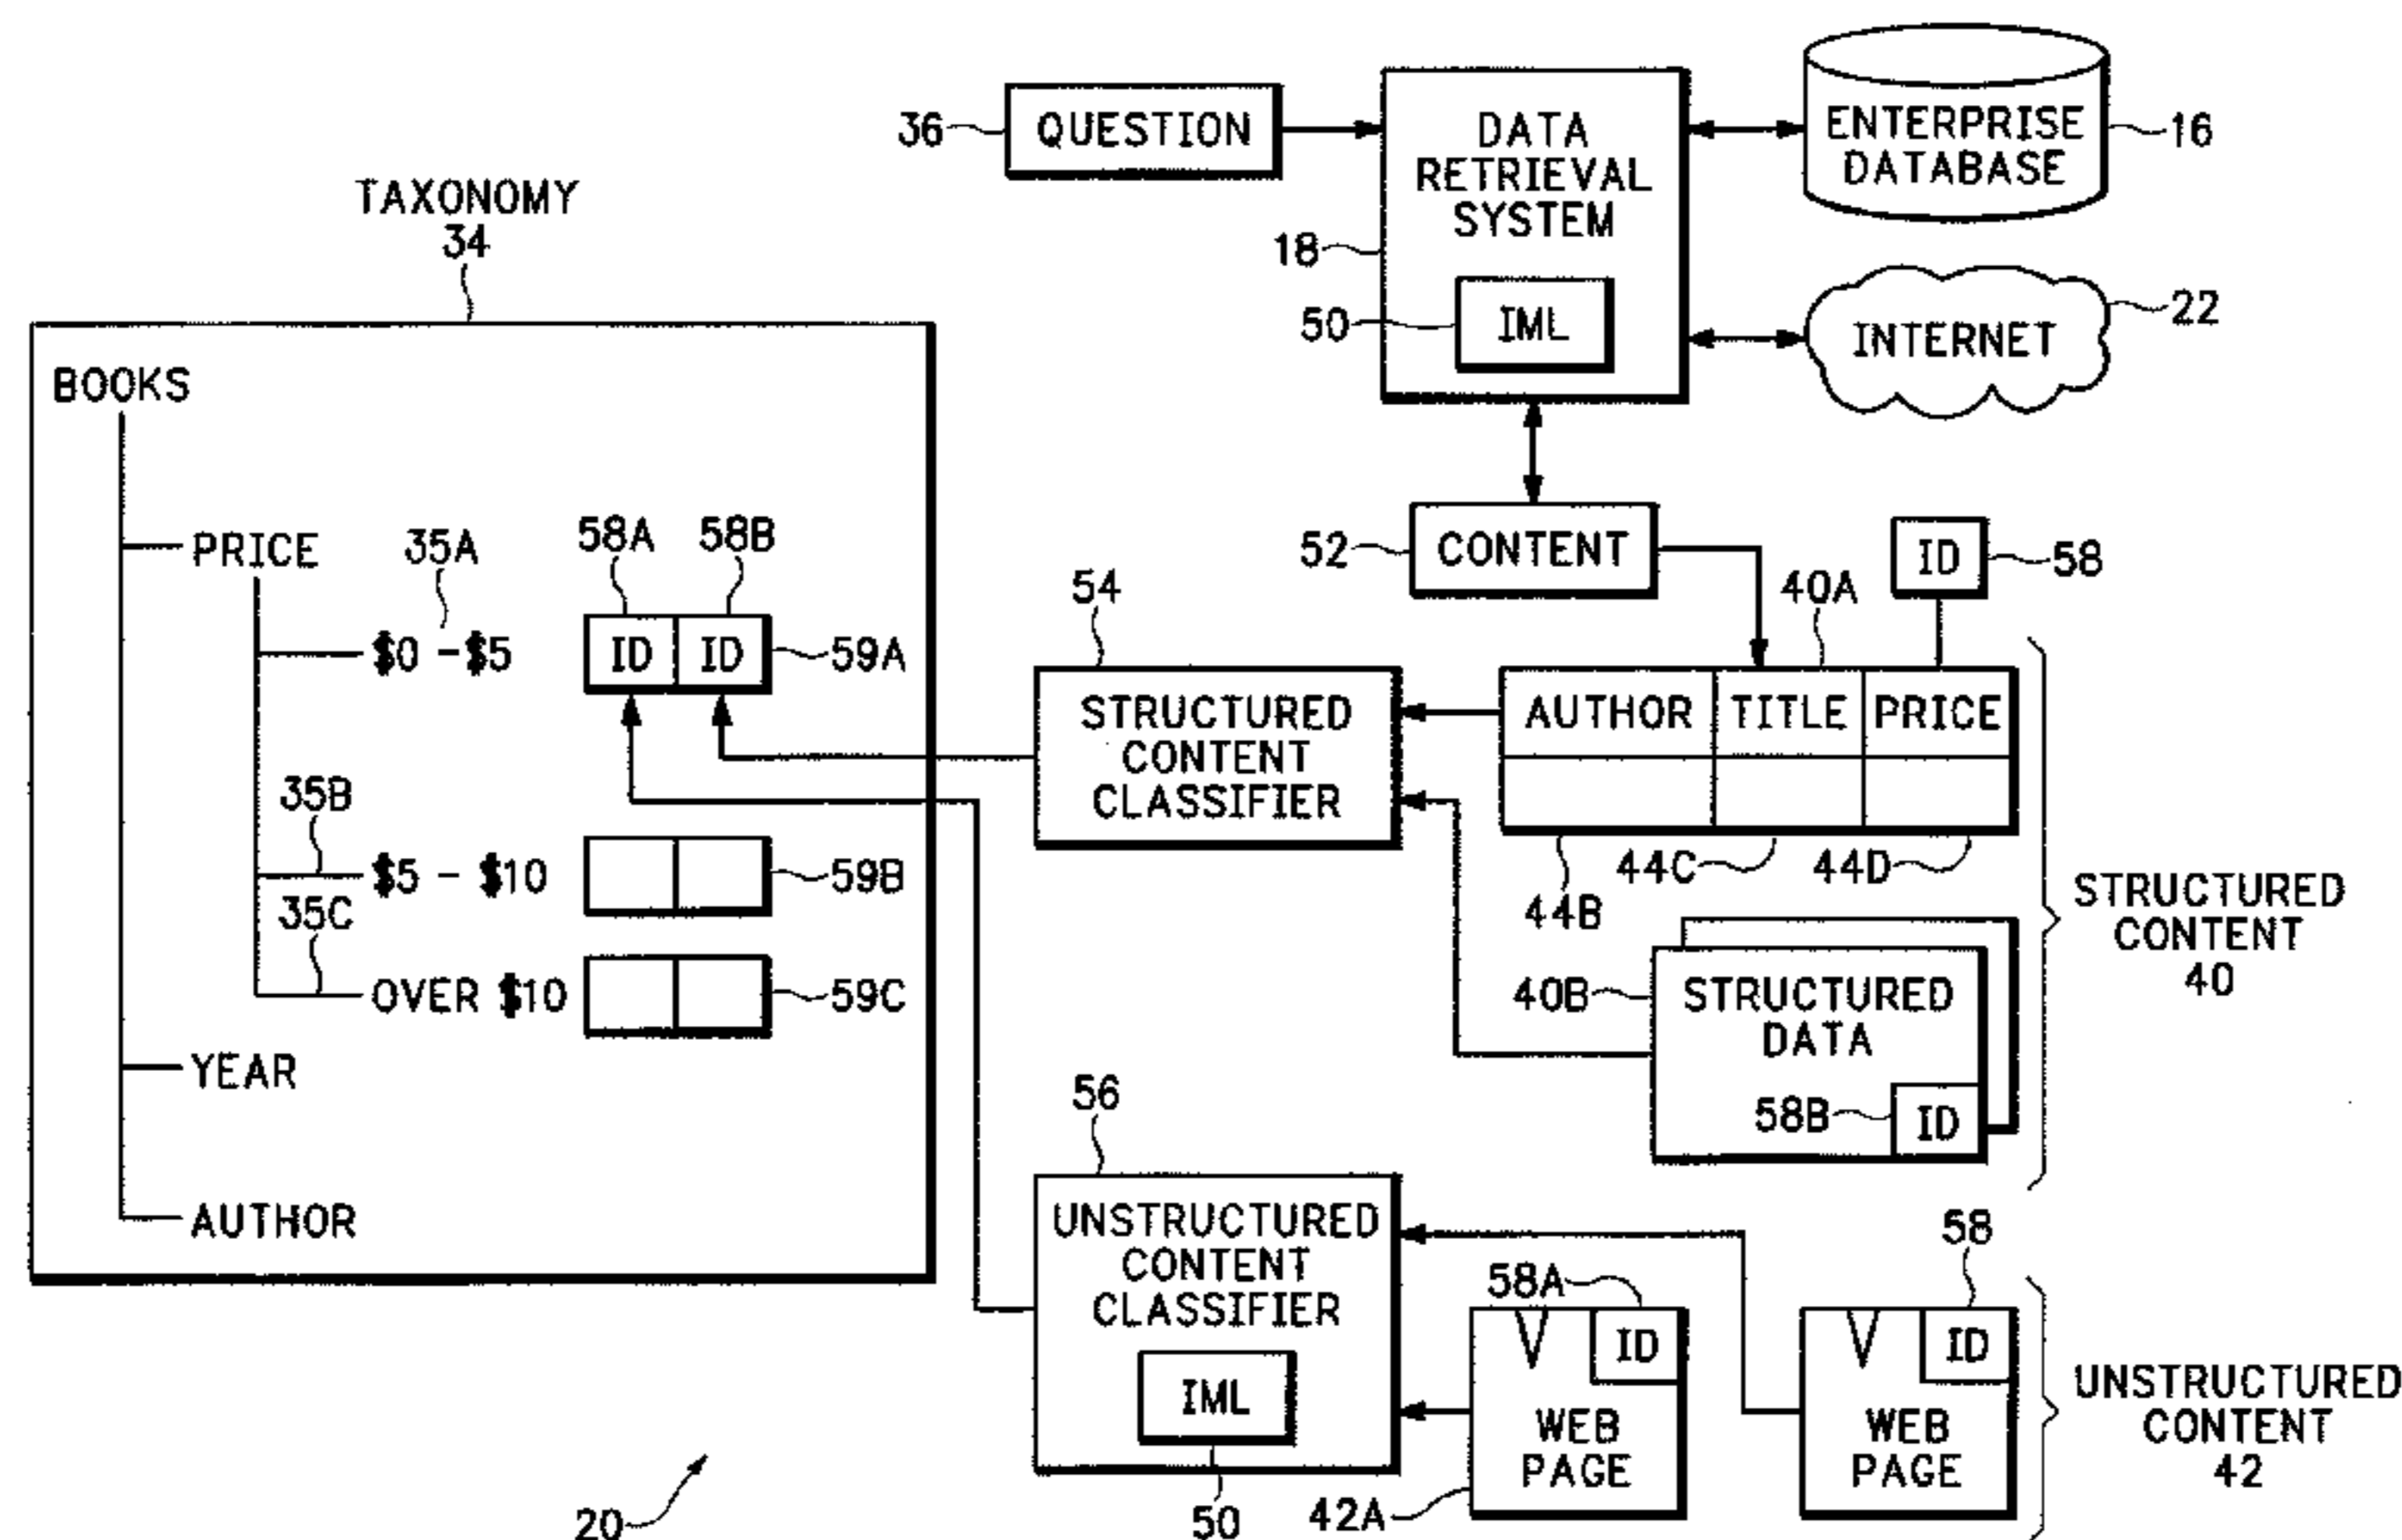 36
QUESTION
DATA
RETRIEVAL
SYSTEM
18
50
IML
ENTERPRISE
DATABASE
16
INTERNET
22
TAXONOMY
34
BOOKS
PRICE
35A
$0 -$5
58A
58B
ID
ID
59A
35B
$5 - $10
59B
35C
OVER $10
59C
YEAR
AUTHOR
52
CONTENT
ID
58
40A
54
STRUCTURED
CONTENT
CLASSIFIER
AUTHOR
TITLE
PRICE
44B
44C
44D
40B
STRUCTURED
DATA
58B
ID
STRUCTURED
CONTENT
40
56
UNSTRUCTURED
CONTENT
CLASSIFIER
IML
50
58A
V
ID
WEB
PAGE
42A
58
V
ID
WEB
PAGE
UNSTRUCTURED
CONTENT
42
20